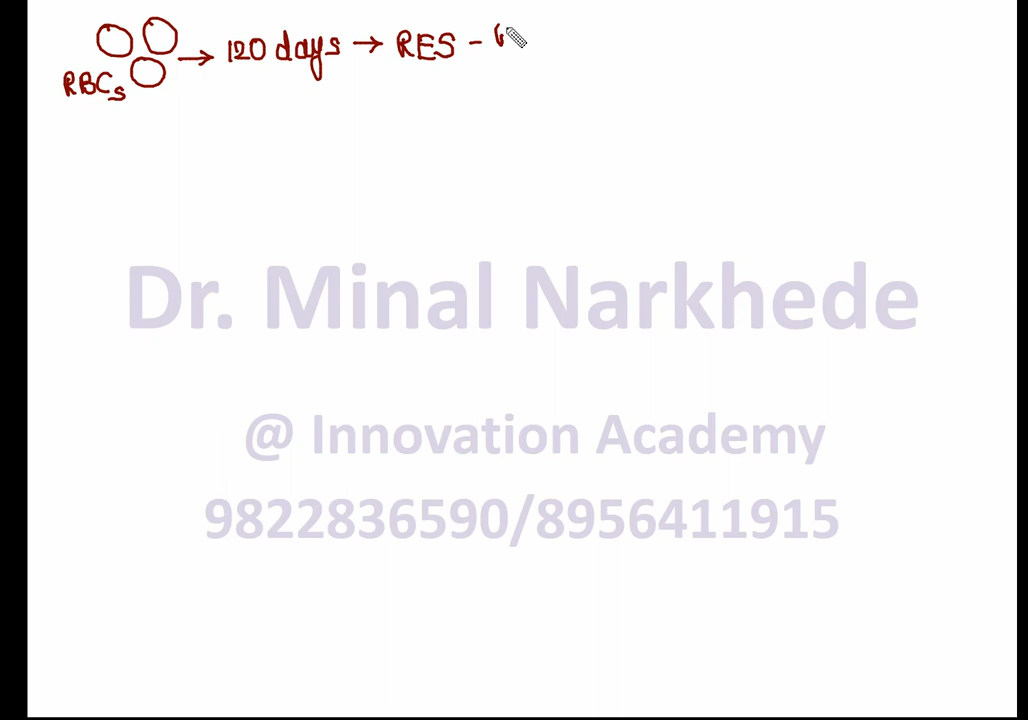 RBCs → 120 days → RES -
Dr. Minal Narkhede
@ Innovation Academy
9822836590/8956411915